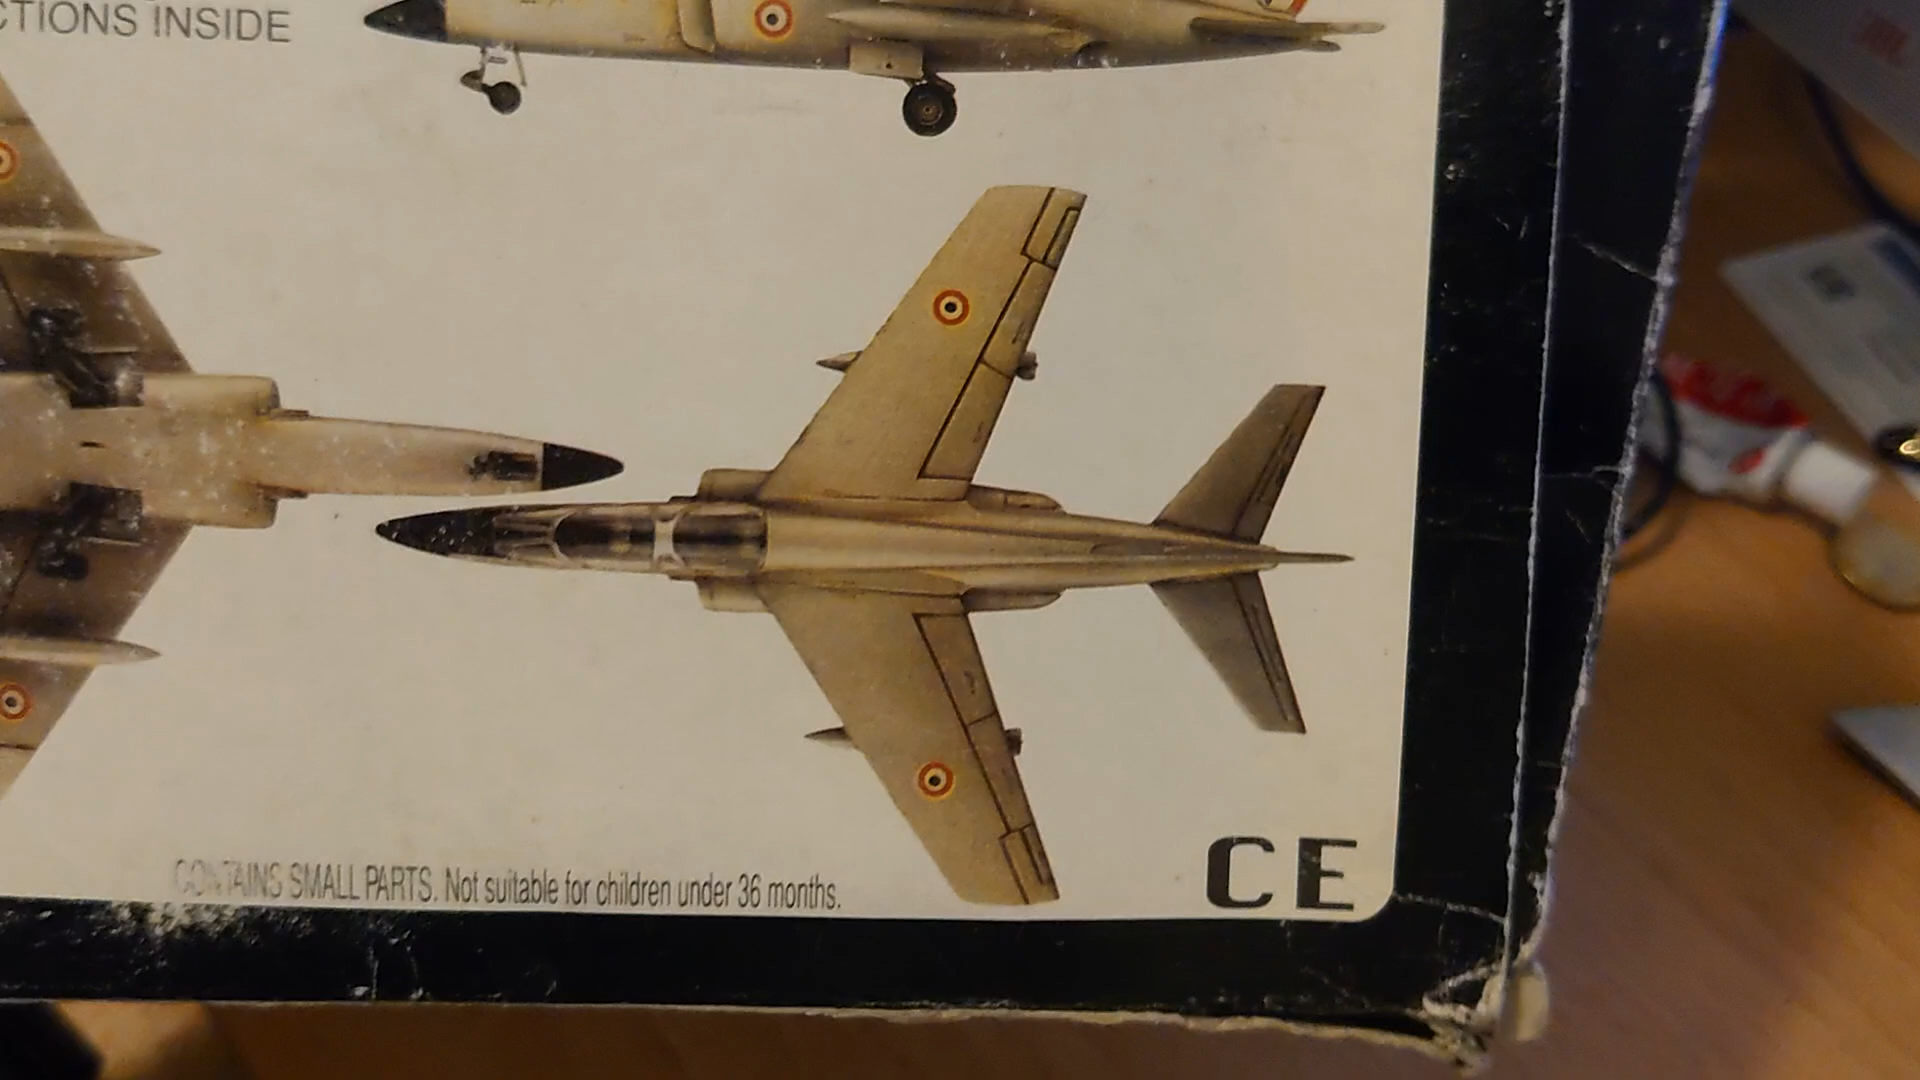 CTIONS INSIDE
CONTAINS SMALL PARTS. Not suitable for children under 36 months.
CE